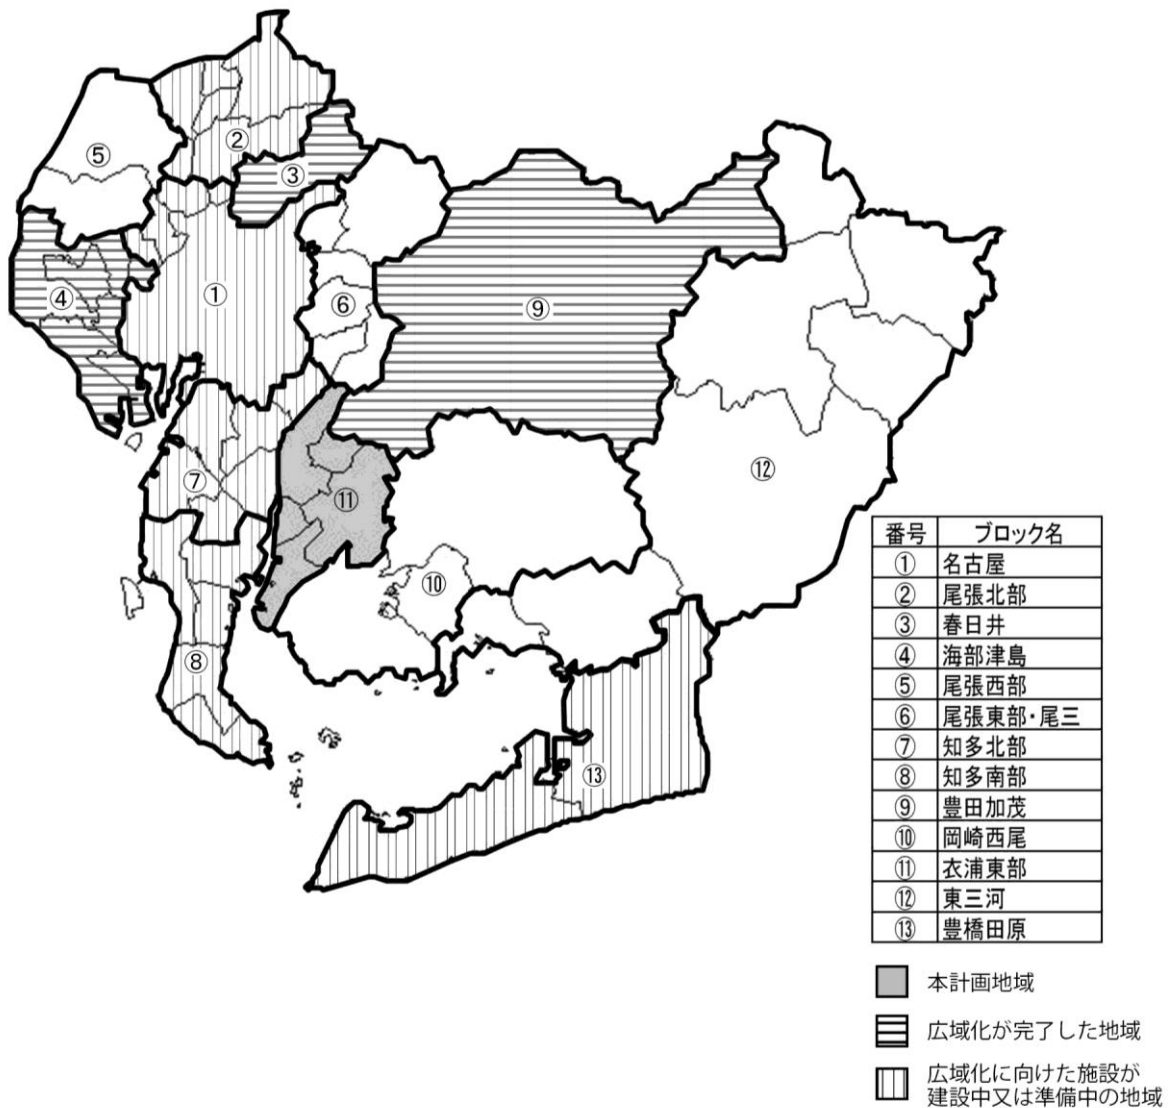 ②
⑤
③
④
①
⑥
⑨
⑫
⑦
⑪
⑩
⑧
⑬
番号 ブロック名
① 名古屋
② 尾張北部
③ 春日井
④ 海部津島
⑤ 尾張西部
⑥ 尾張東部・尾三
⑦ 知多北部
⑧ 知多南部
⑨ 豊田加茂
⑩ 岡崎西尾
⑪ 衣浦東部
⑫ 東三河
⑬ 豊橋田原
本計画地域
広域化が完了した地域
広域化に向けた施設が
建設中又は準備中の地域